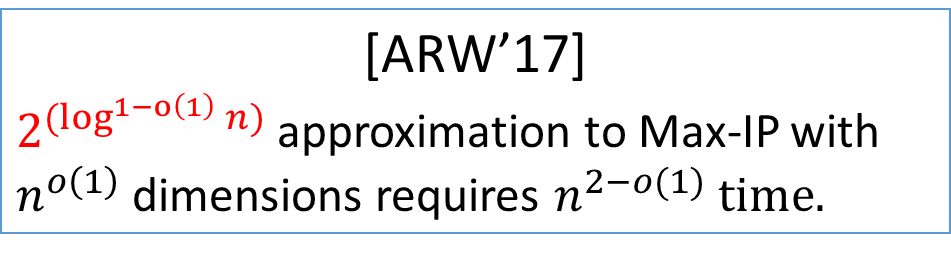 [ARW’17]
2^(log^{1−o(1)} n) approximation to Max-IP with
n^{o(1)} dimensions requires n^{2−o(1)} time.